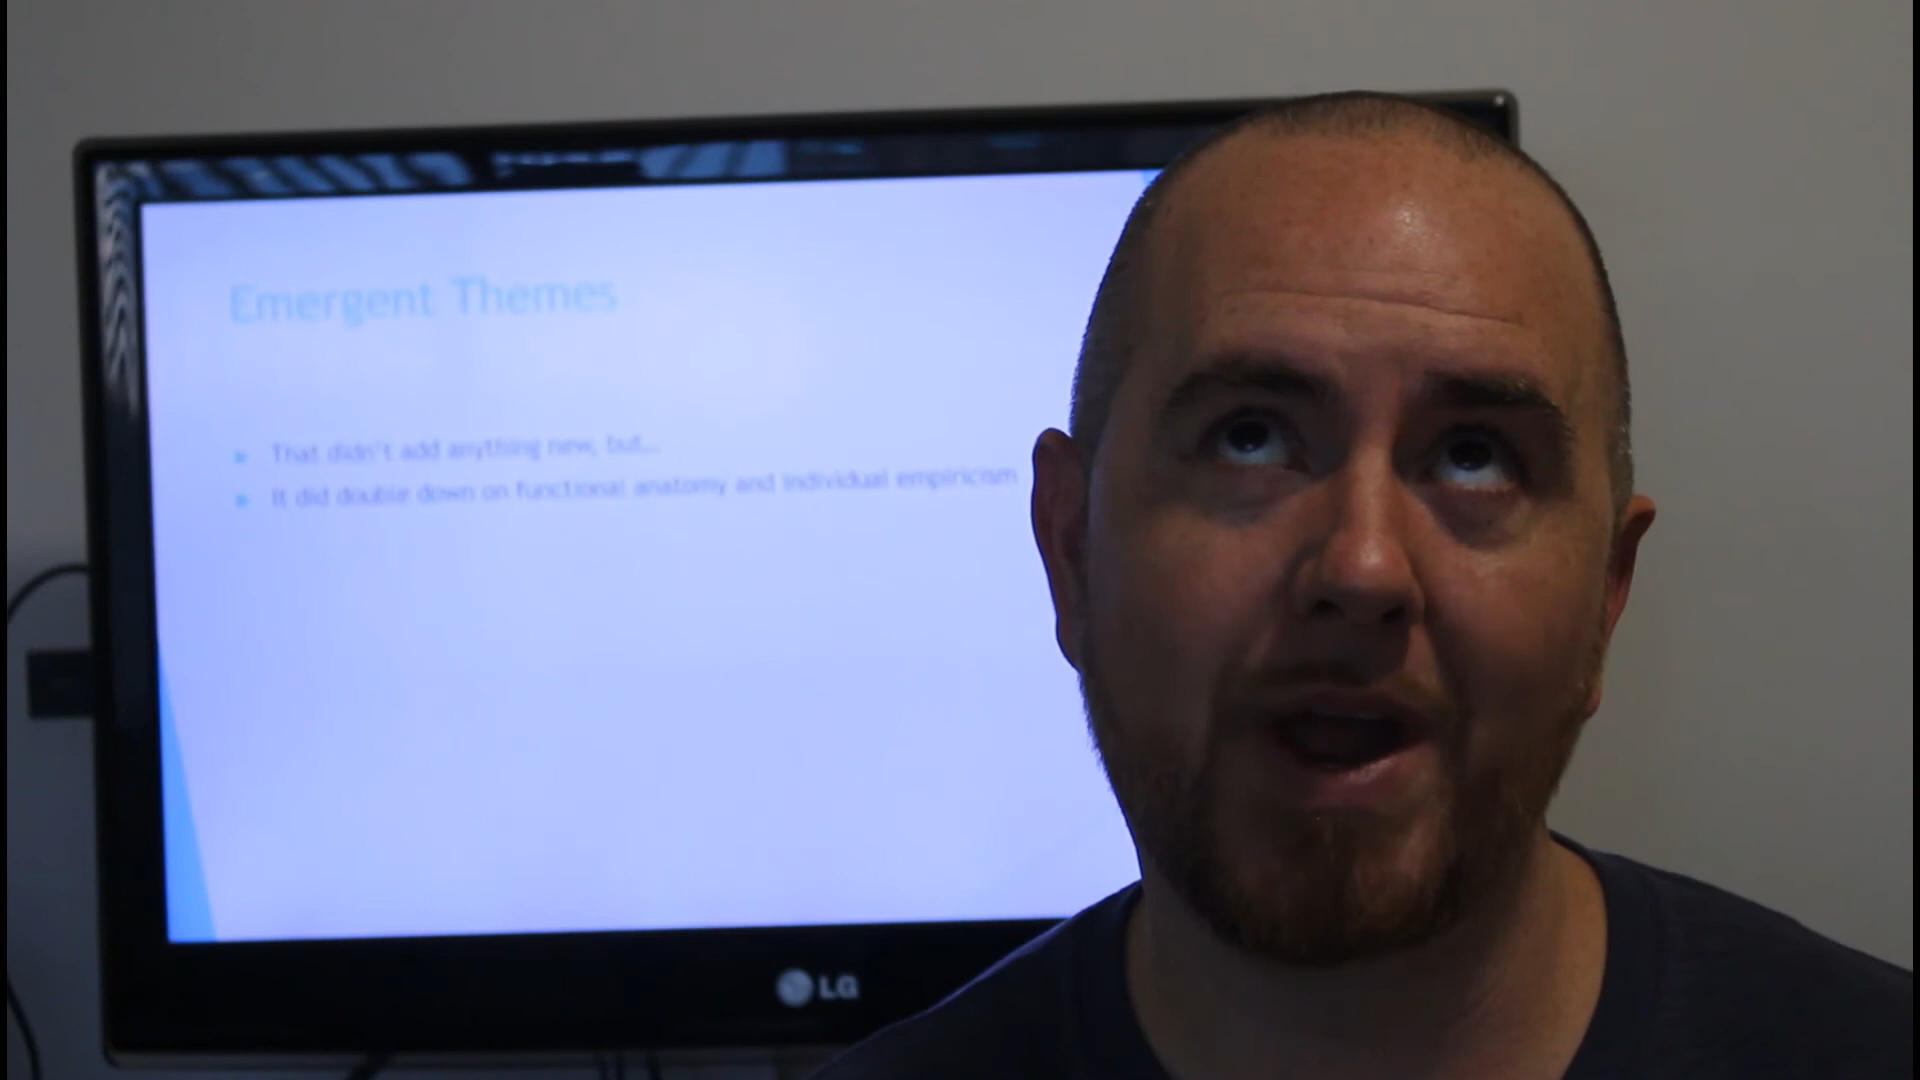 Emergent Themes
That didn't add anything new, but...
It did double down on functional anatomy and individual empiricism
LG